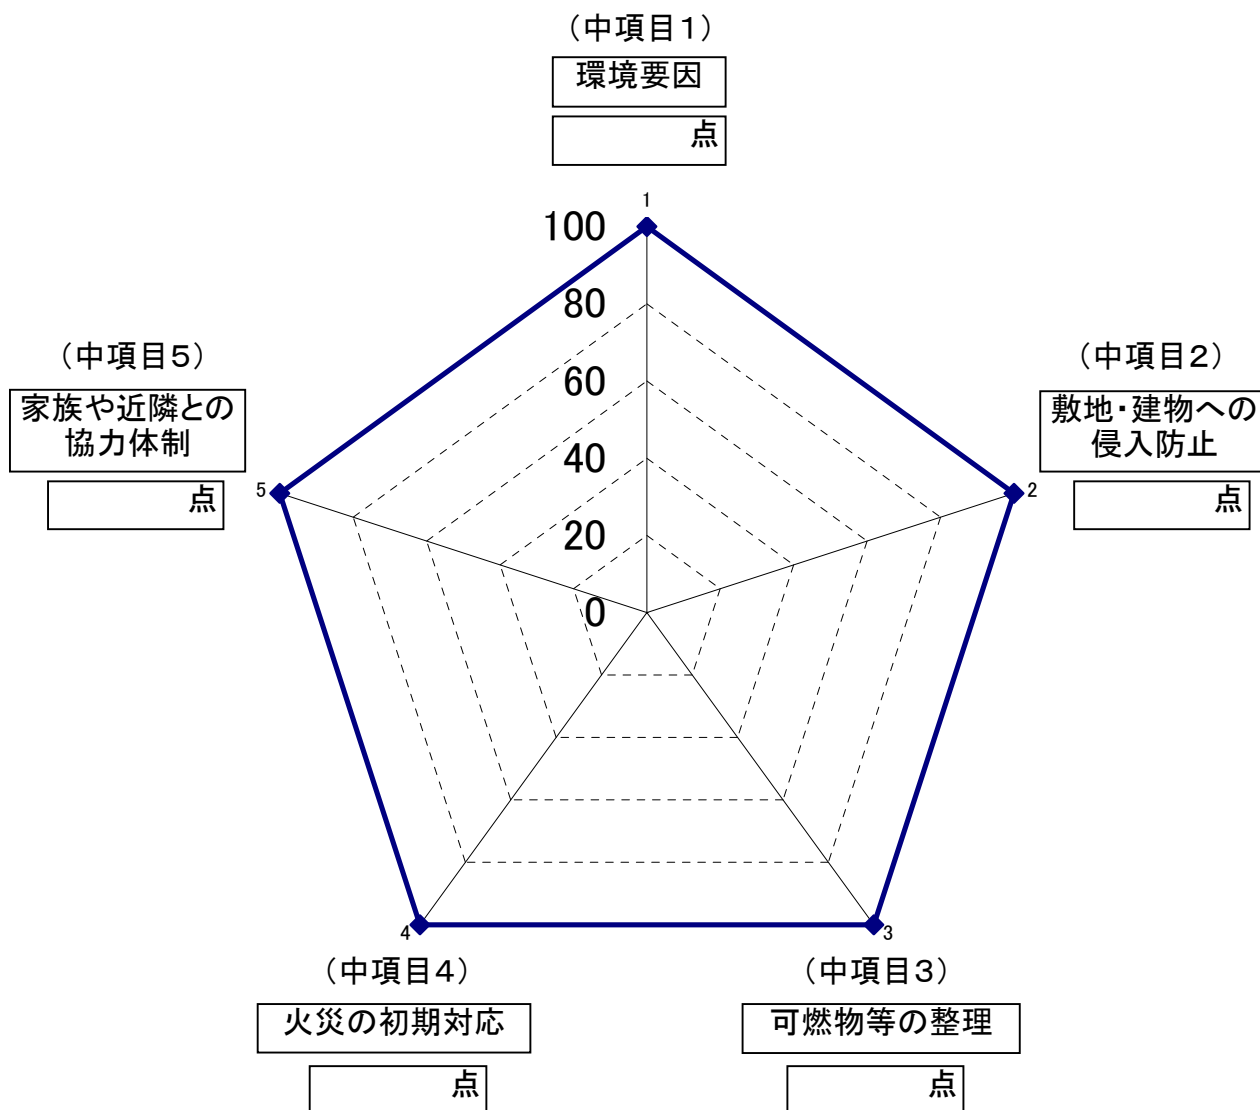 （中項目１）
環境要因
点
1
100
80
60
40
20
0
（中項目５）
家族や近隣との
協力体制
点
5
（中項目２）
敷地・建物への
侵入防止
点
2
4
（中項目４）
火災の初期対応
点
3
（中項目３）
可燃物等の整理
点